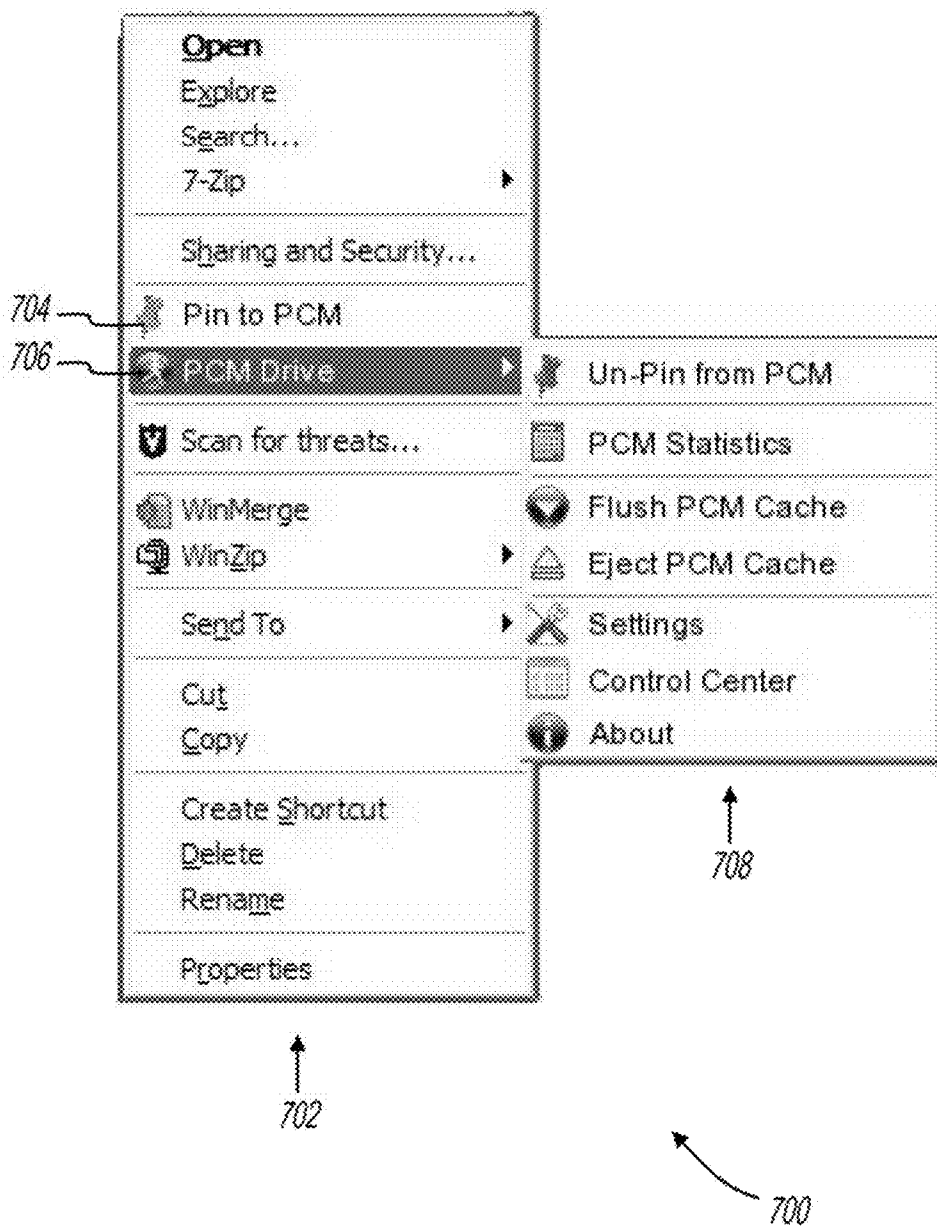 Open
Explore
Search...
7-Zip
Sharing and Security...
704
Pin to PCM
706
PCM Drive
Scan for threats...
WinMerge
WinZip
Send To
Cut
Copy
Create Shortcut
Delete
Rename
Properties
Un-Pin from PCM
PCM Statistics
Flush PCM Cache
Eject PCM Cache
Settings
Control Center
About
708
702
700